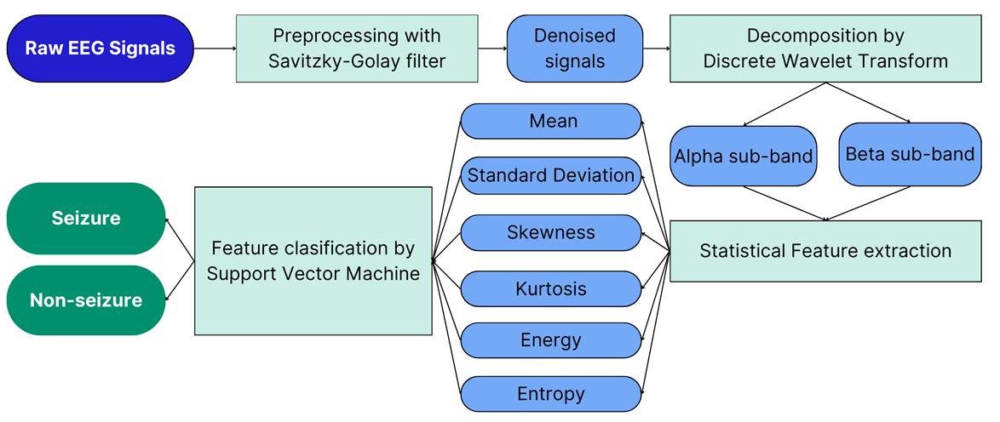 Raw EEG Signals
Preprocessing with
Savitzky-Golay filter
Denoised
signals
Decomposition by
Discrete Wavelet Transform
Alpha sub-band
Beta sub-band
Statistical Feature extraction
Mean
Standard Deviation
Skewness
Kurtosis
Energy
Entropy
Feature clasification by
Support Vector Machine
Seizure
Non-seizure